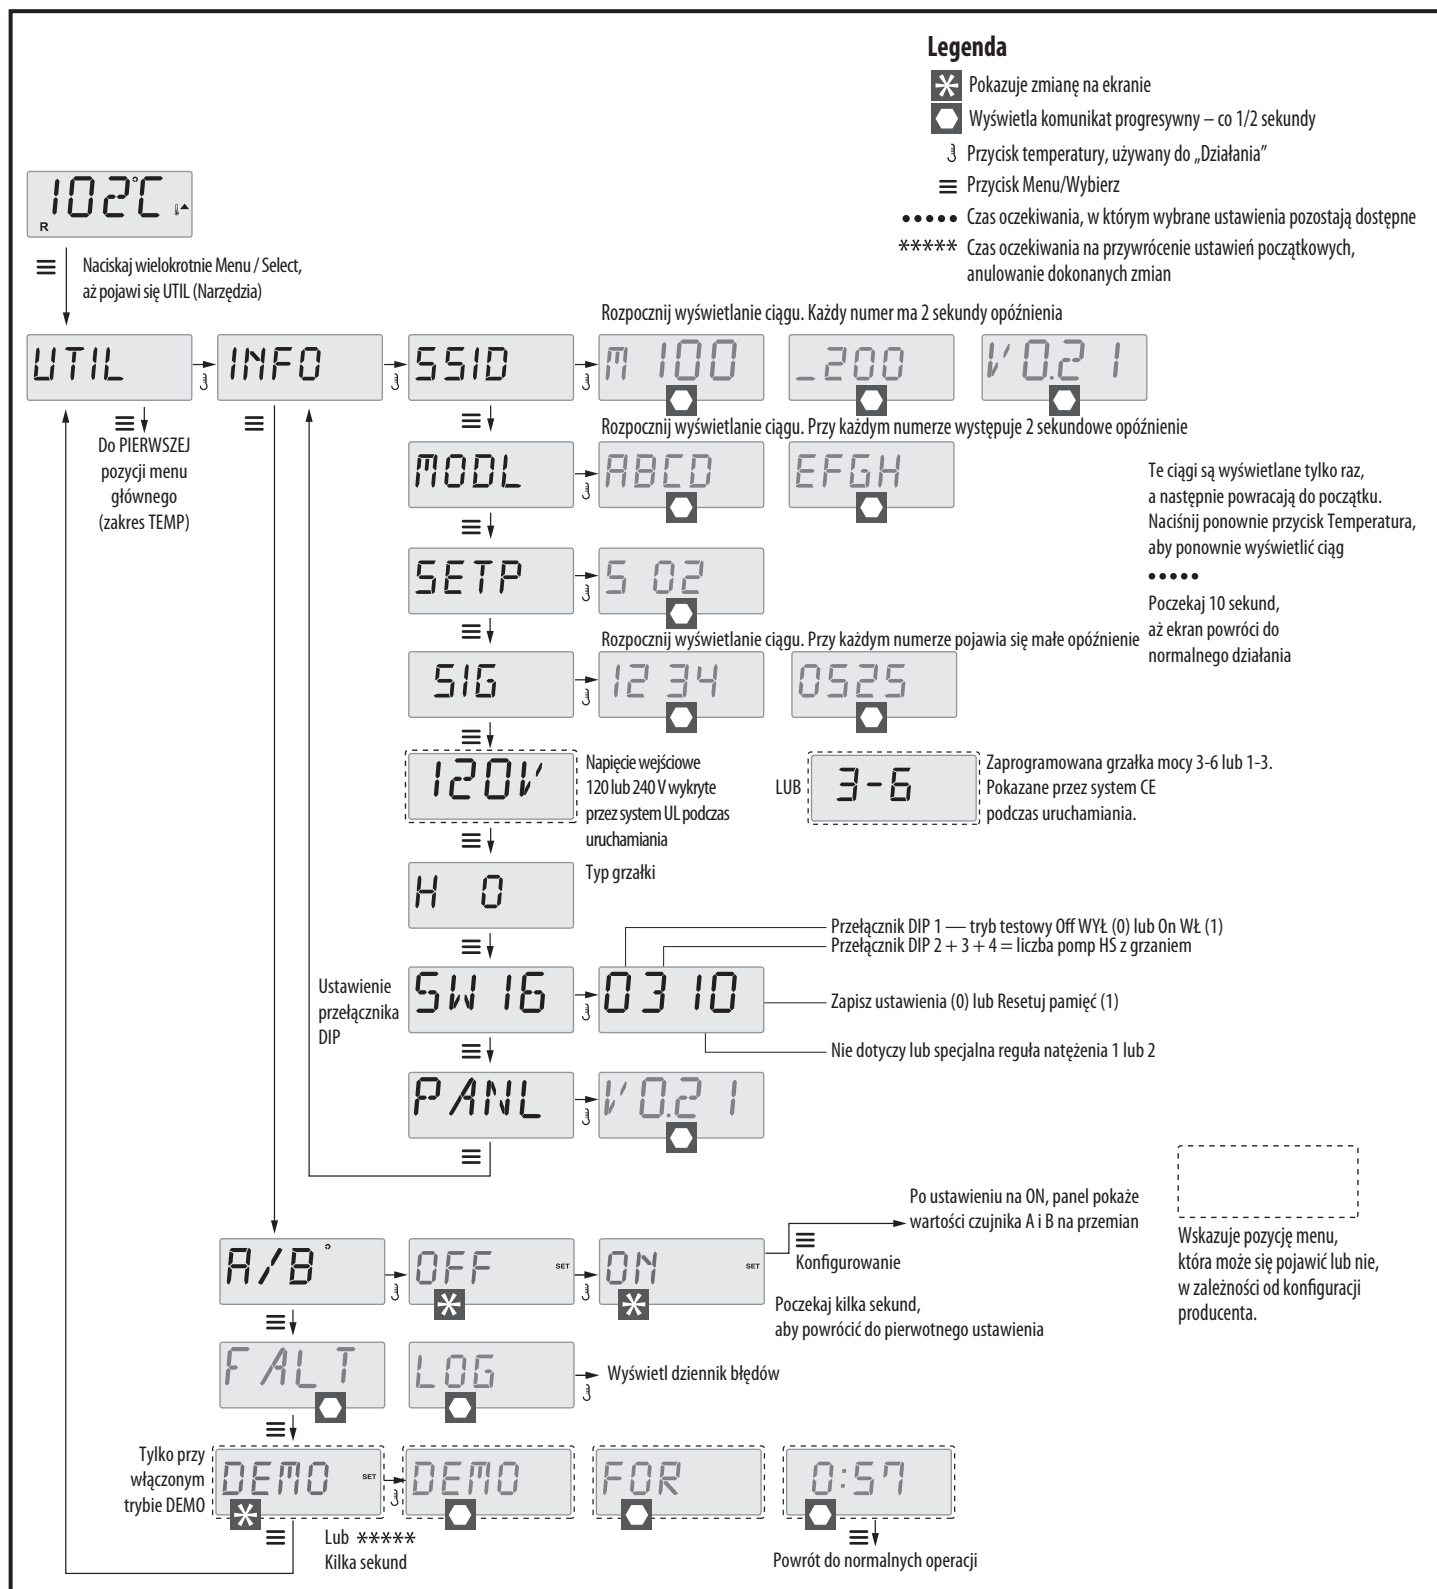 Legenda
Pokazuje zmianę na ekranie
Wyświetla komunikat progresywny – co 1/2 sekundy
Przycisk temperatury, używany do „Działania”
Przycisk Menu/Wybierz
••••• Czas oczekiwania, w którym wybrane ustawienia pozostają dostępne
***** Czas oczekiwania na przywrócenie ustawień początkowych,
anulowanie dokonanych zmian
102°C
R
Naciskaj wielokrotnie Menu / Select,
aż pojawi się UTIL (Narzędzia)
Rozpocznij wyświetlanie ciągu. Każdy numer ma 2 sekundy opóźnienia
UTIL
INFO
SSID
M 100
_200
V 0.21
Do PIERWSZEJ
pozycji menu
głównego
(zakres TEMP)
Rozpocznij wyświetlanie ciągu. Przy każdym numerze występuje 2 sekundowe opóźnienie
MODL
ABCD
EFGH
Te ciągi są wyświetlane tylko raz,
a następnie powracają do początku.
Naciśnij ponownie przycisk Temperatura,
aby ponownie wyświetlić ciąg
•••••
Poczekaj 10 sekund,
aż ekran powróci do
normalnego działania
SETP
S 02
Rozpocznij wyświetlanie ciągu. Przy każdym numerze pojawia się małe opóźnienie
SIG
1234
0525
120V
Napięcie wejściowe
120 lub 240 V wykryte
przez system UL podczas
uruchamiania
LUB
3-6
Zaprogramowana grzałka mocy 3-6 lub 1-3.
Pokazane przez system CE
podczas uruchamiania.
H 0
Typ grzałki
Przełącznik DIP 1 — tryb testowy Off WYŁ (0) lub On WŁ (1)
Przełącznik DIP 2 + 3 + 4 = liczba pomp HS z grzaniem
Ustawienie
przełącznika
DIP
SW16
0310
Zapisz ustawienia (0) lub Resetuj pamięć (1)
Nie dotyczy lub specjalna reguła natężenia 1 lub 2
PANL
V 0.21
Po ustawieniu na ON, panel pokaże
wartości czujnika A i B na przemian
Konfigurowanie
A/B°
OFF SET
ON SET
Poczekaj kilka sekund,
aby powrócić do pierwotnego ustawienia
Wskazuje pozycję menu,
która może się pojawić lub nie,
w zależności od konfiguracji
producenta.
FALT
LOG
Wyświetl dziennik błędów
Tylko przy
włączonym
trybie DEMO
DEMO SET
DEMO
FOR
0:57
Lub *****
Kilka sekund
Powrót do normalnych operacji